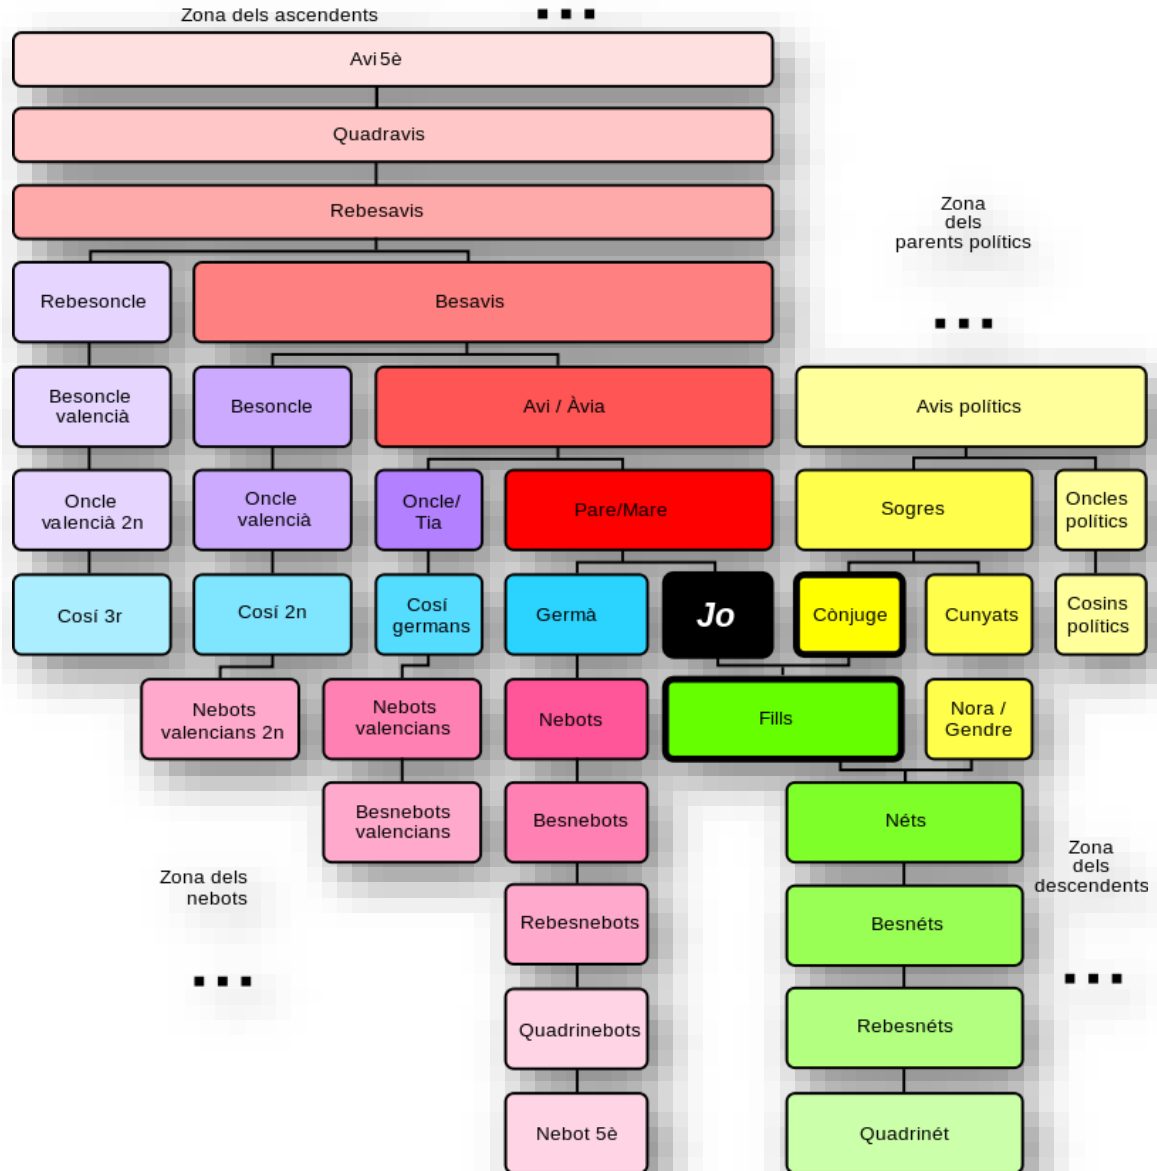 Zona dels ascendents
Avi 5è
Quadravis
Rebesavis
Zona
dels
parents polítics
Rebesoncle
Besavis
Besoncle
valencià
Besoncle
Avi / Àvia
Avis polítics
Oncle
valencià 2n
Oncle
valencià
Oncle/
Tia
Pare/Mare
Sogres
Oncles
polítics
Cosí 3r
Cosí 2n
Cosí
germans
Germà
Jo
Cònjuge
Cunyats
Cosins
polítics
Nebots
valencians 2n
Nebots
valencians
Nebots
Fills
Nora /
Gendre
Besnebots
valencians
Besnebots
Néts
Zona dels
nebots
Zona
dels
descendents
Rebesnebots
Besnéts
Quadrinebots
Rebesnéts
Nebot 5è
Quadrinét